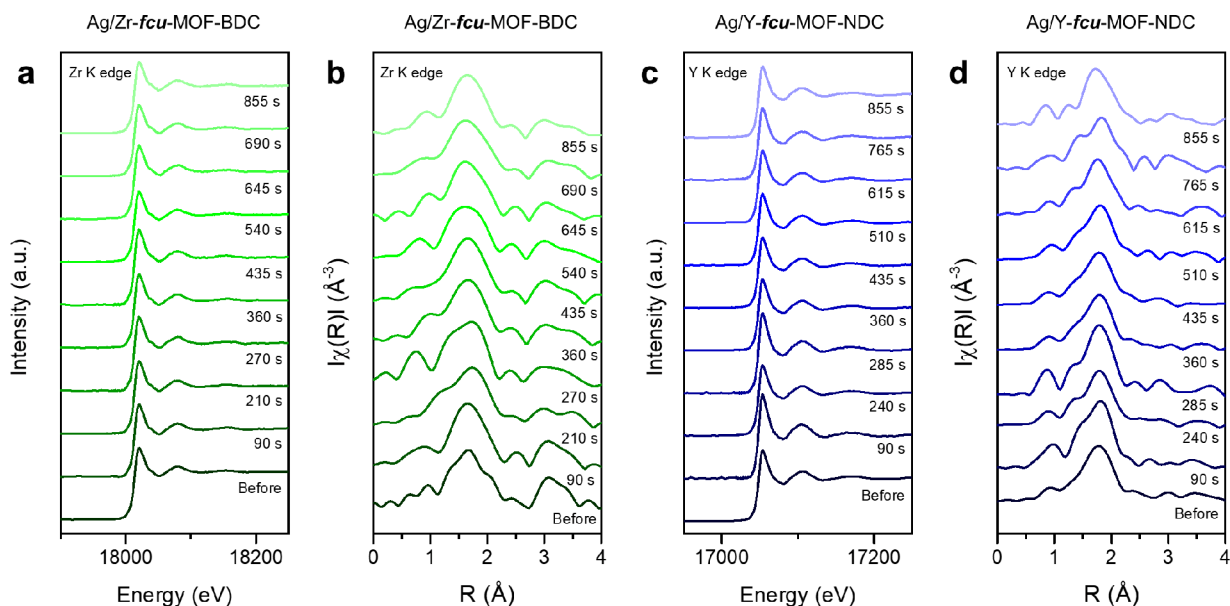 Ag/Zr-fcu-MOF-BDC
a
Zr K edge
855 s
690 s
645 s
540 s
435 s
360 s
270 s
210 s
90 s
Before
Intensity (a.u.)
18000
18200
Energy (eV)
Ag/Zr-fcu-MOF-BDC
b
Zr K edge
855 s
690 s
645 s
540 s
435 s
360 s
270 s
210 s
90 s
Before
I𝜒(R)I (Å-3)
0
1
2
3
4
R (Å)
Ag/Y-fcu-MOF-NDC
c
Y K edge
855 s
765 s
615 s
510 s
435 s
360 s
285 s
240 s
90 s
Before
Intensity (a.u.)
17000
17200
Energy (eV)
Ag/Y-fcu-MOF-NDC
d
Y K edge
855 s
765 s
615 s
510 s
435 s
360 s
285 s
240 s
90 s
Before
I𝜒(R)I (Å-3)
0
1
2
3
4
R (Å)